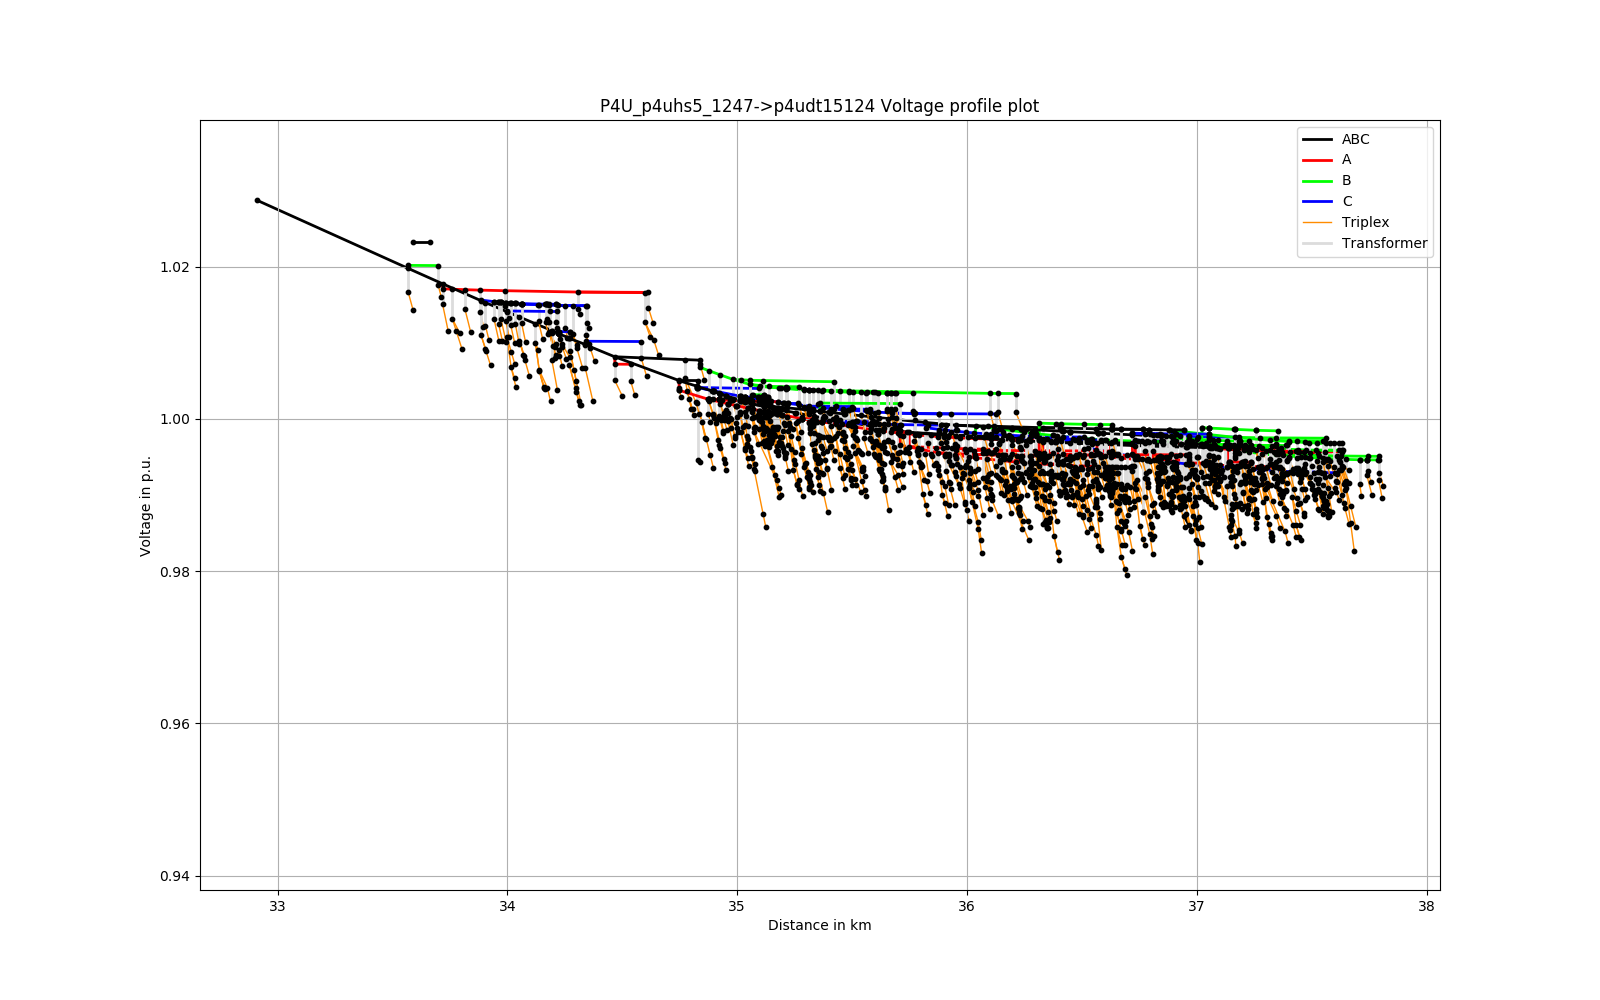 P4U_p4uhs5_1247->p4udt15124 Voltage profile plot
ABC
A
B
C
Triplex
Transformer
Voltage in p.u.
1.02
1.00
0.98
0.96
0.94
33 34 35 36 37 38
Distance in km